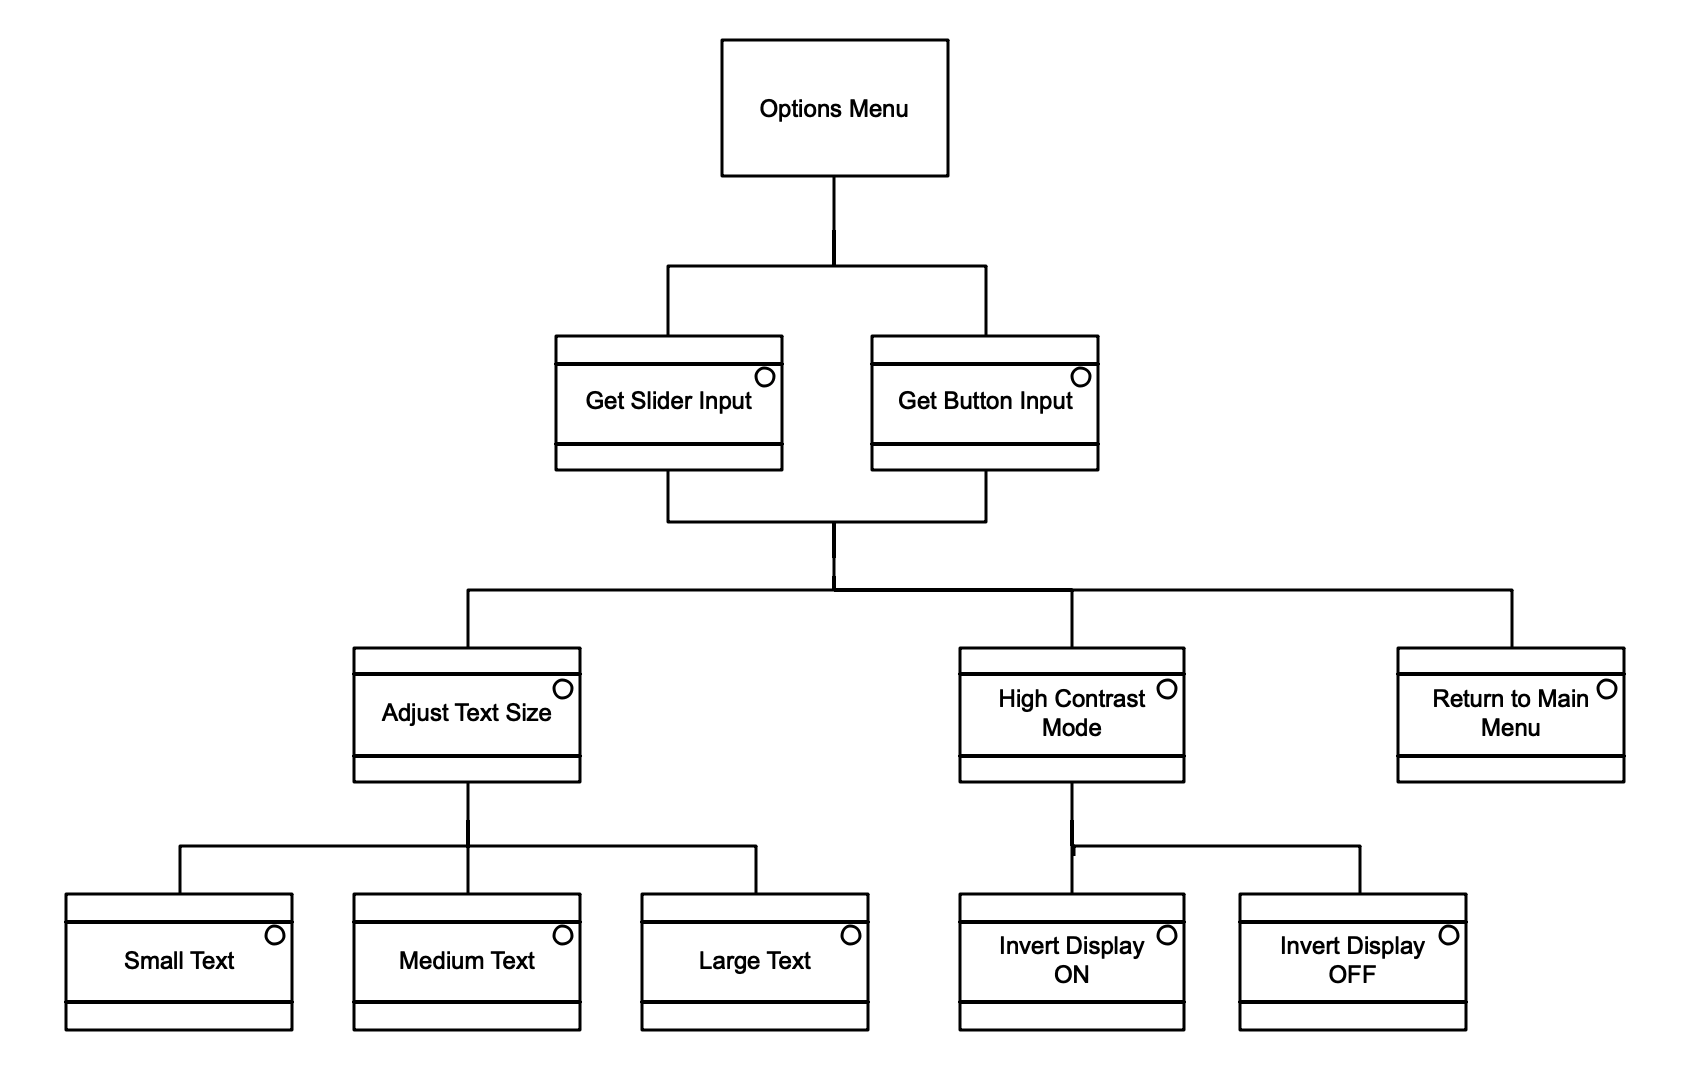 Options Menu
Get Slider Input
Get Button Input
Adjust Text Size
High Contrast
Mode
Return to Main
Menu
Small Text
Medium Text
Large Text
Invert Display
ON
Invert Display
OFF